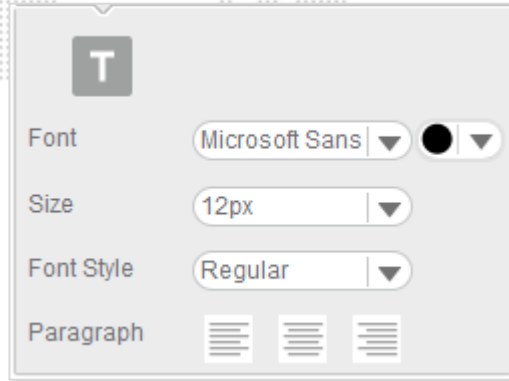 T
Font Microsoft Sans
Size 12px
Font Style Regular
Paragraph